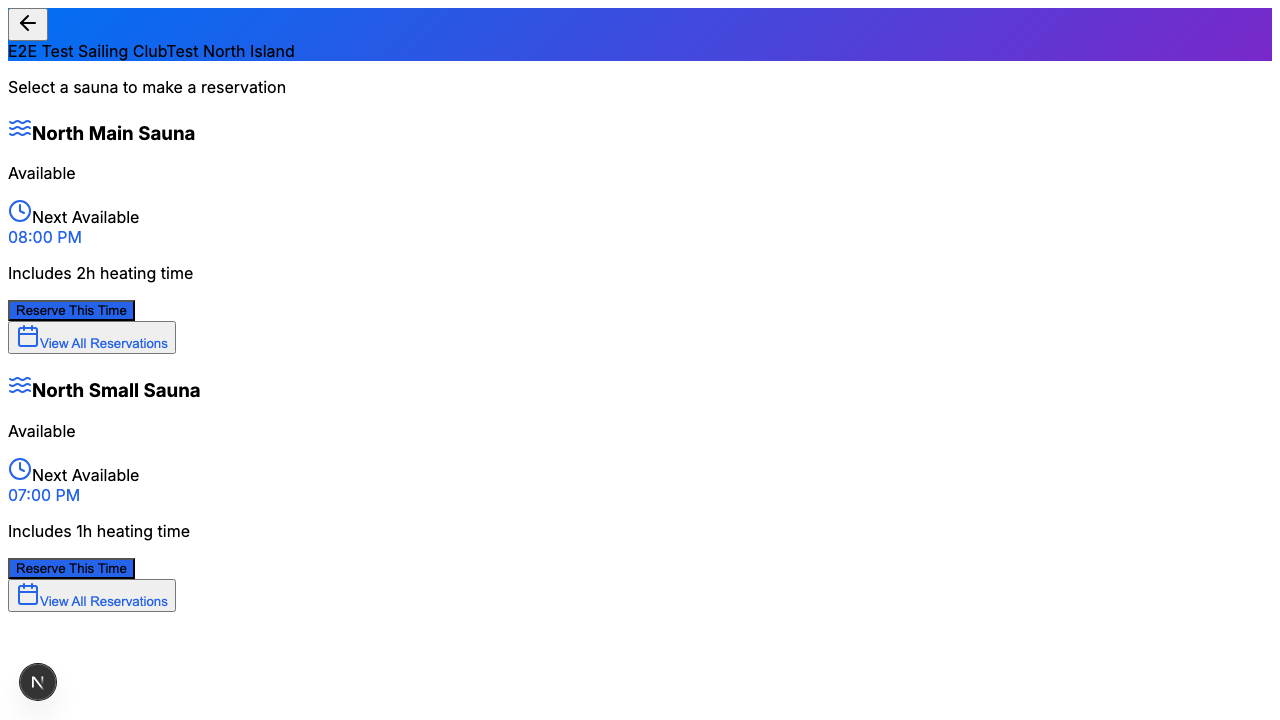 E2E Test Sailing ClubTest North Island
Select a sauna to make a reservation
North Main Sauna
Available
Next Available
08:00 PM
Includes 2h heating time
Reserve This Time
View All Reservations
North Small Sauna
Available
Next Available
07:00 PM
Includes 1h heating time
Reserve This Time
View All Reservations
N